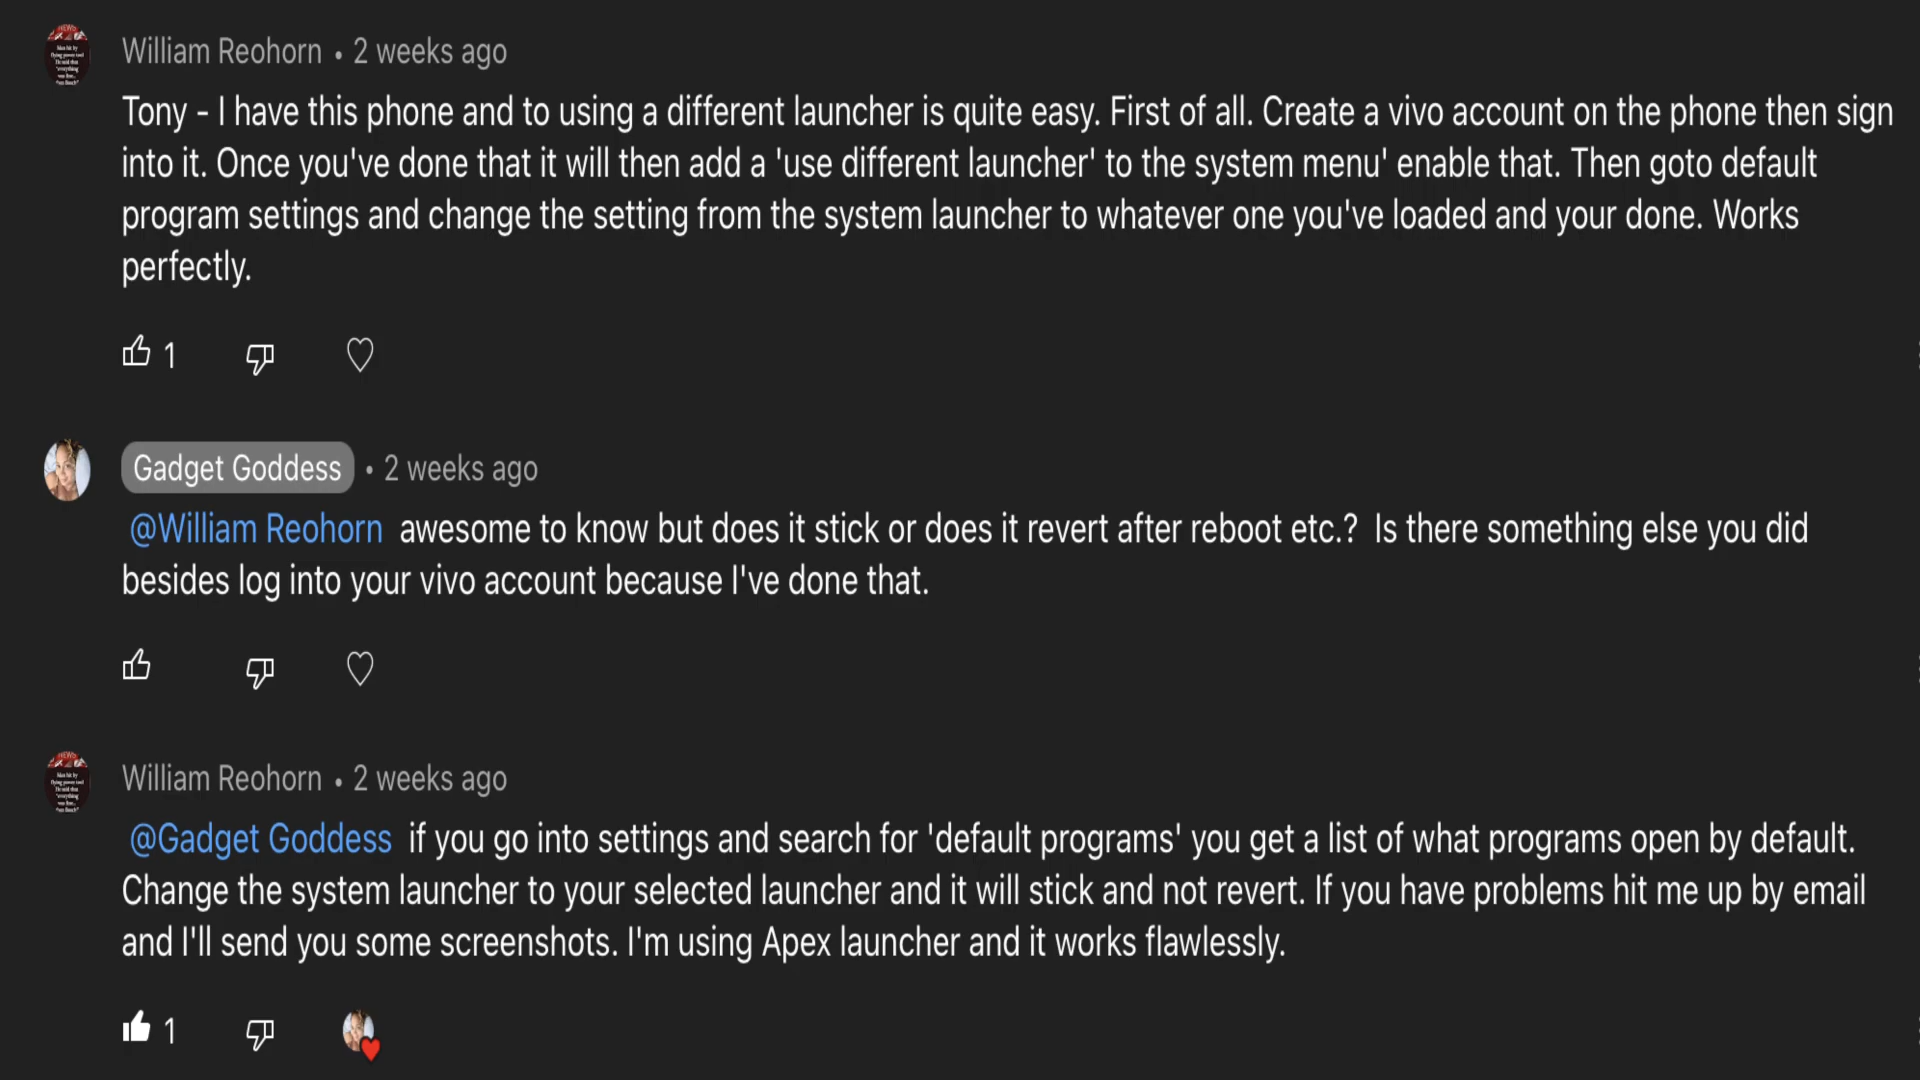 William Reohorn • 2 weeks ago
Tony - I have this phone and to using a different launcher is quite easy. First of all. Create a vivo account on the phone then sign
into it. Once you've done that it will then add a 'use different launcher' to the system menu' enable that. Then goto default
program settings and change the setting from the system launcher to whatever one you've loaded and your done. Works
perfectly.
1
Gadget Goddess • 2 weeks ago
@William Reohorn awesome to know but does it stick or does it revert after reboot etc.? Is there something else you did
besides log into your vivo account because I've done that.
William Reohorn • 2 weeks ago
@Gadget Goddess if you go into settings and search for 'default programs' you get a list of what programs open by default.
Change the system launcher to your selected launcher and it will stick and not revert. If you have problems hit me up by email
and I'll send you some screenshots. I'm using Apex launcher and it works flawlessly.
1